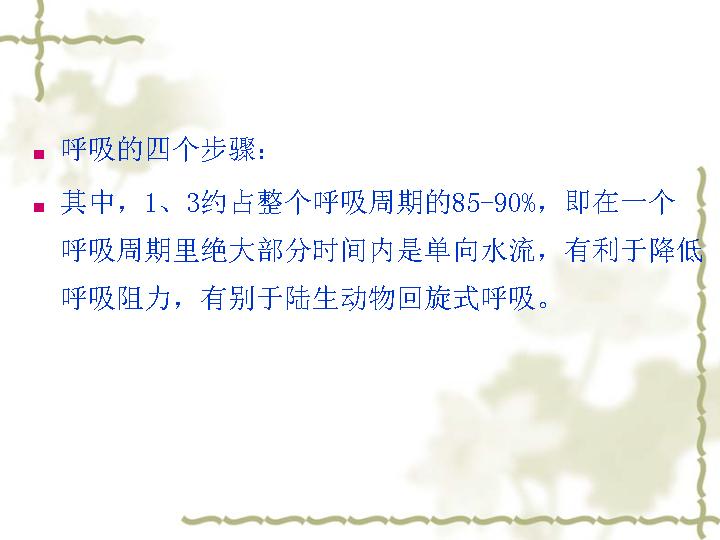 呼吸的四个步骤：
其中，1、3约占整个呼吸周期的85-90%，即在一个
呼吸周期里绝大部分时间内是单向水流，有利于降低
呼吸阻力，有别于陆生动物回旋式呼吸。